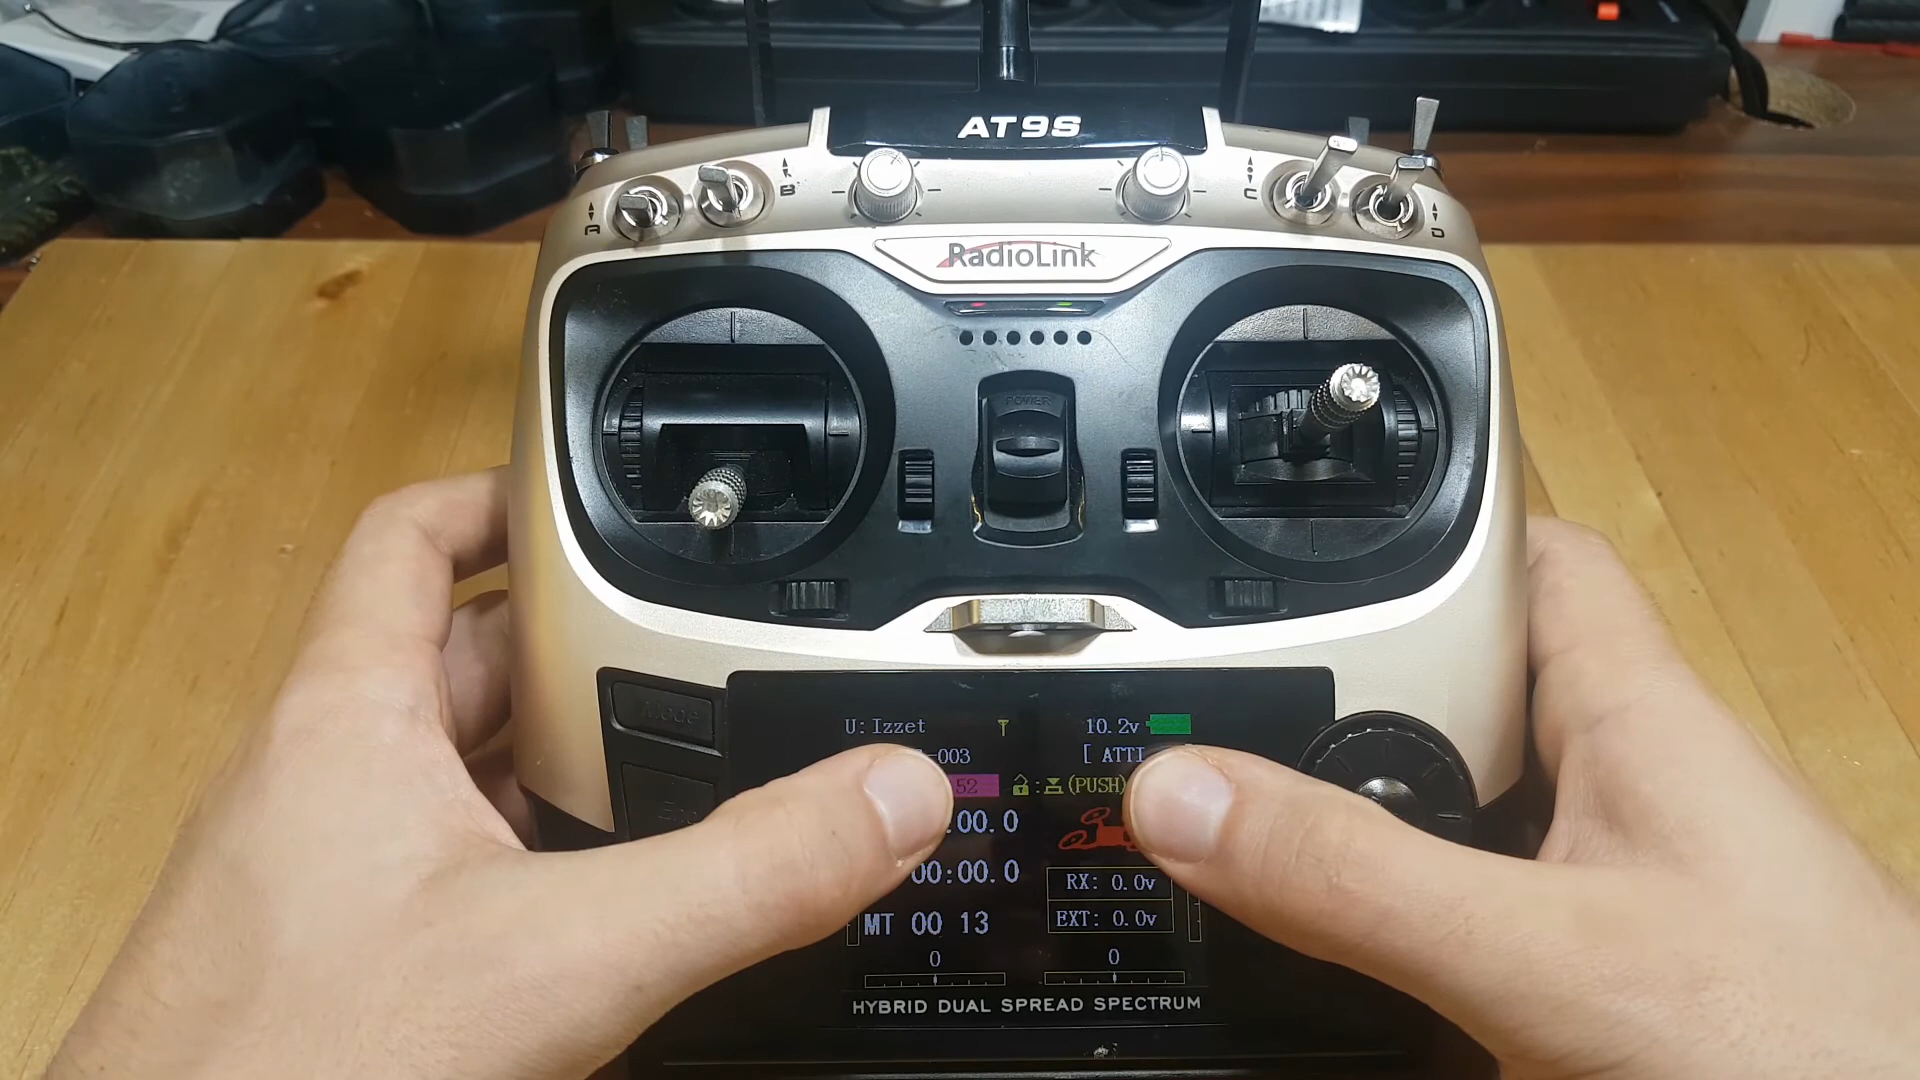 AT9S
B
A
C
D
RadioLink
POWER
Mode
U: Izzet
10.2v
-003
[ ATTI
52
:
(PUSH)
:00.0
00:00.0
RX: 0.0v
EXT: 0.0v
MT 00 13
0
0
HYBRID DUAL SPREAD SPECTRUM